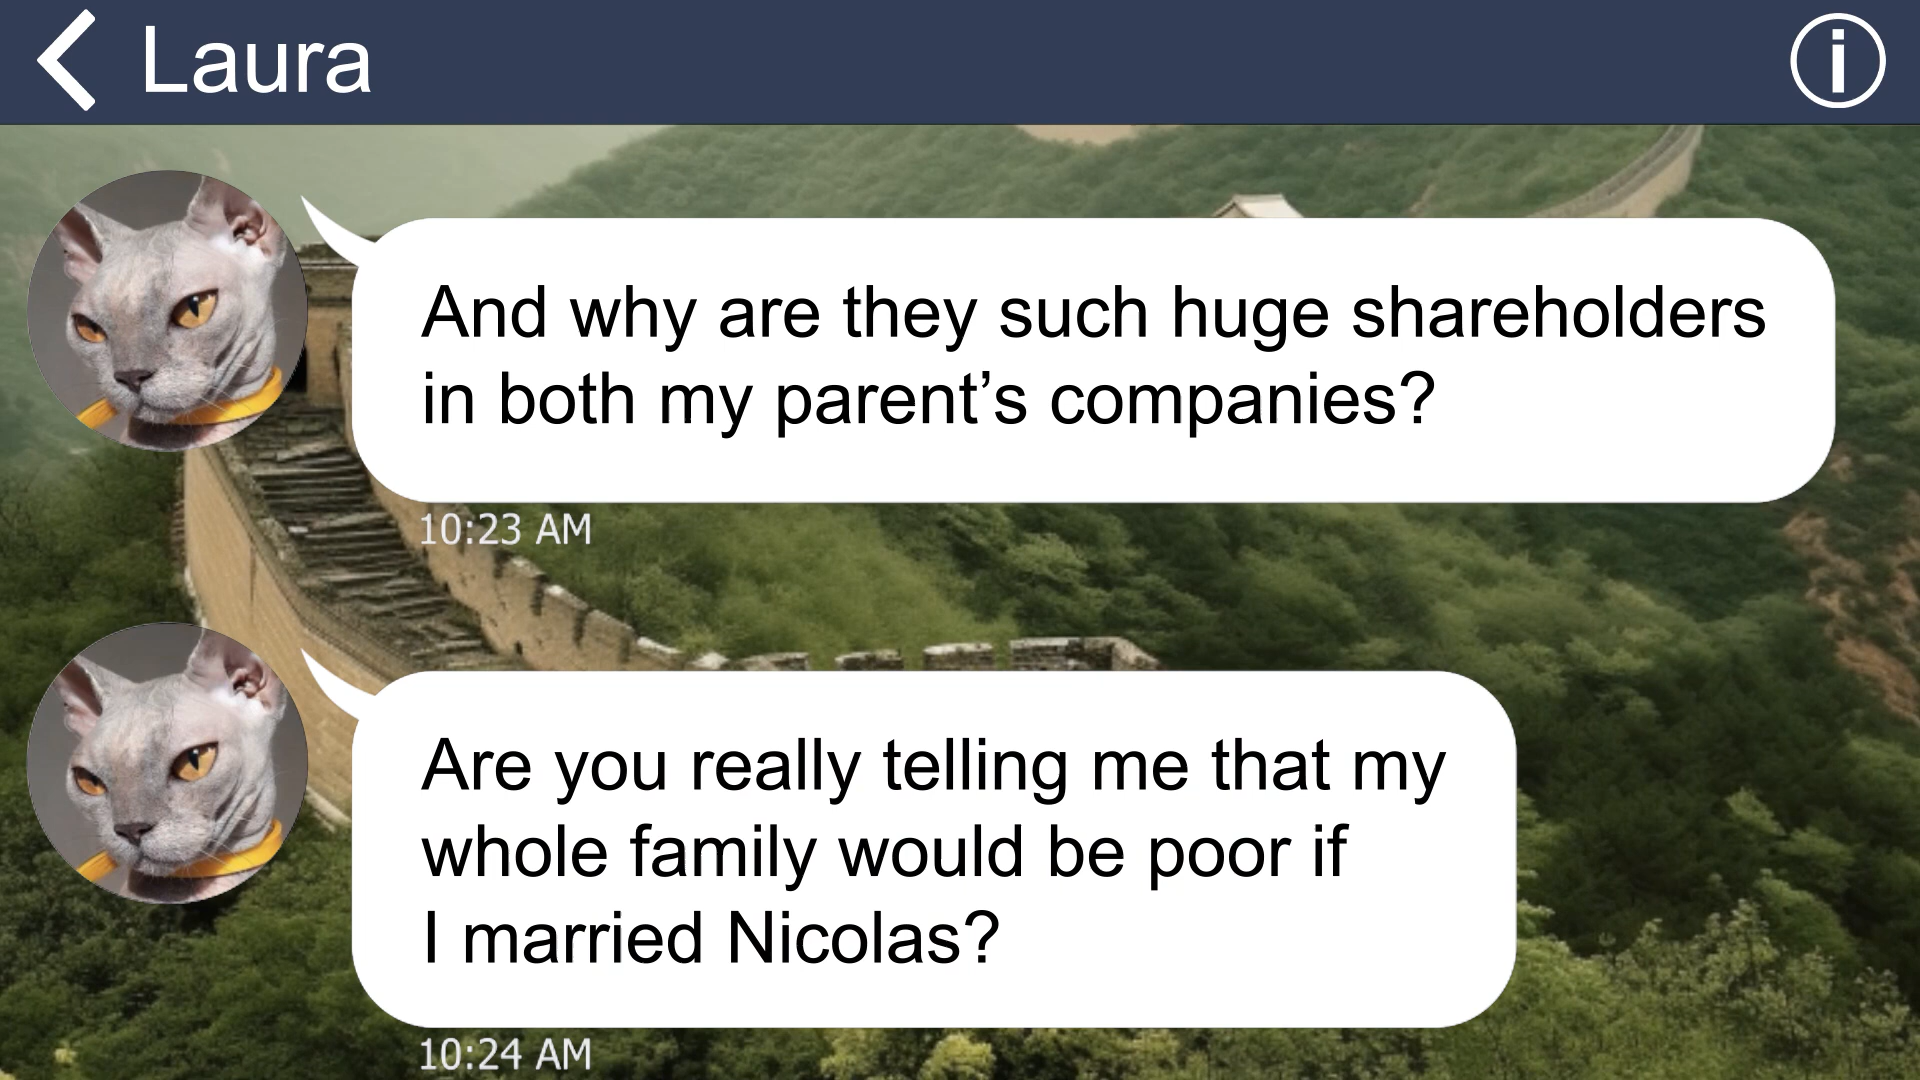 Laura
And why are they such huge shareholders
in both my parent’s companies?
10:23 AM
Are you really telling me that my
whole family would be poor if
I married Nicolas?
10:24 AM